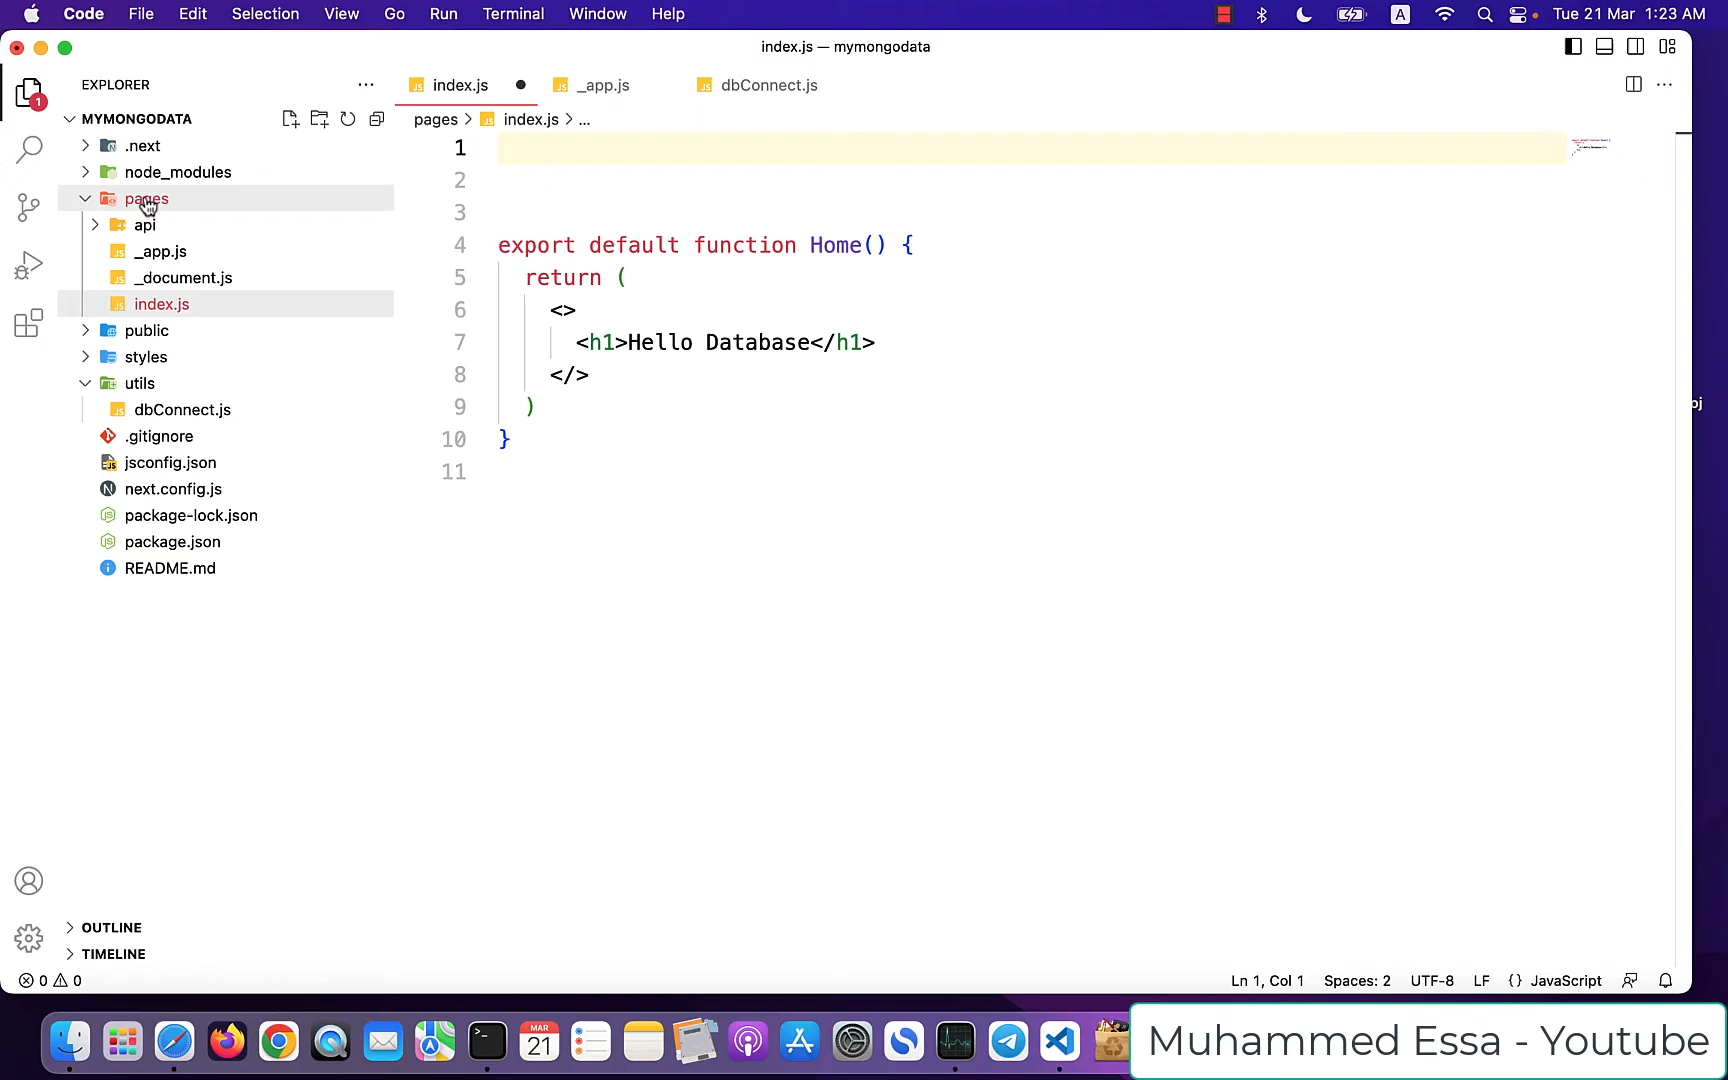 Code File Edit Selection View Go Run Terminal Window Help A Tue 21 Mar 1:23 AM
index.js — mymongodata
EXPLORER
index.js
_app.js
dbConnect.js
1
MYMONGODATA
pages > index.js > ...
.next
node_modules
pages
api
_app.js
_document.js
index.js
public
styles
utils
dbConnect.js
.gitignore
jsconfig.json
next.config.js
package-lock.json
package.json
README.md
1
2
3
4 export default function Home() {
5 return (
6 <>
7 <h1>Hello Database</h1>
8 </>
9 )
10 }
11
oj
OUTLINE
TIMELINE
0 0
Ln 1, Col 1 Spaces: 2 UTF-8 LF {} JavaScript
MAR
21
Muhammed Essa - Youtube